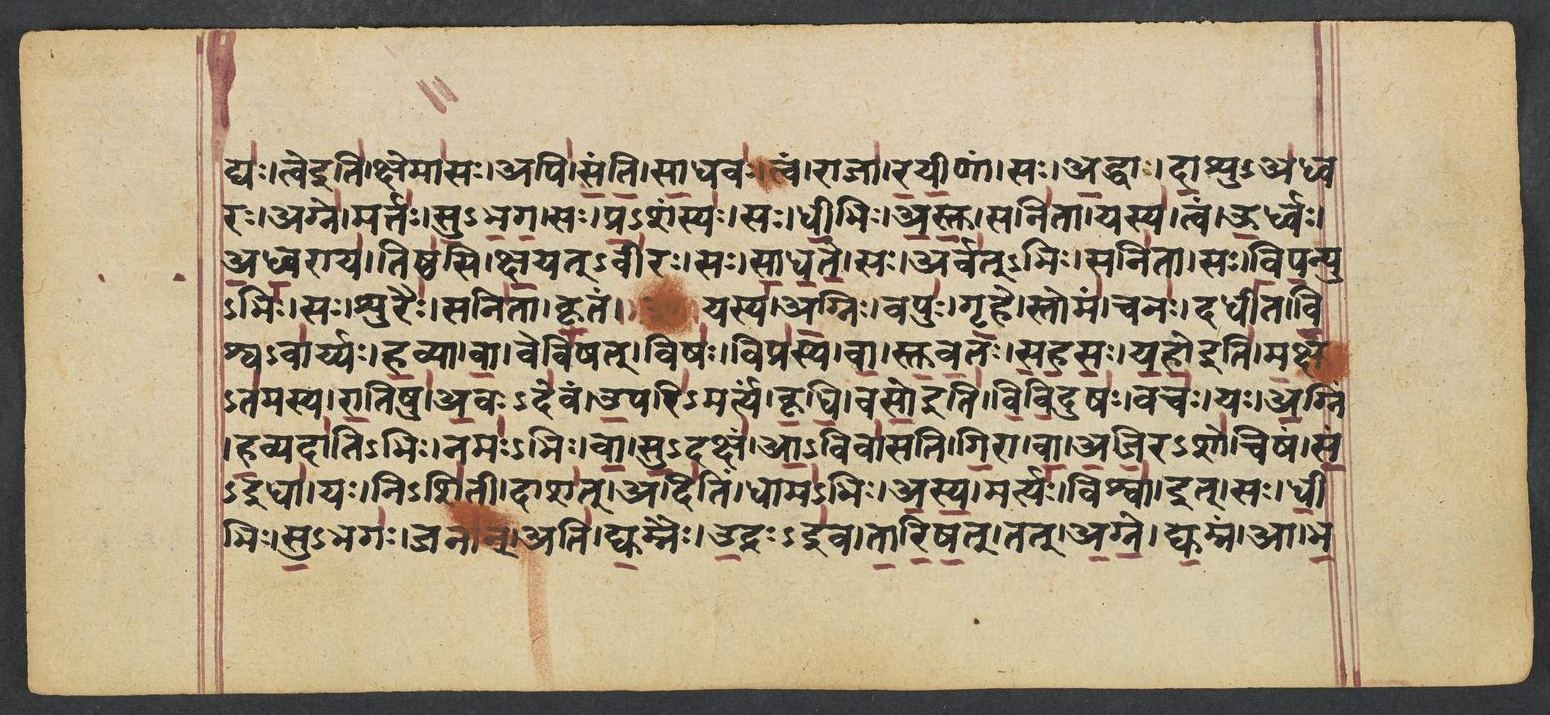 द्यः।त्वेइति।क्षेमासः।अपि।संति।साधवः।त्वं।राजा।रयीणां।सः।अद्धा।दाशुऽअध्व
रः।अग्ने।मर्त्तः।सुऽभग।सः।प्रऽशंस्यः।सः।धीभिः।अस्तु।सनिता।यस्य।त्वं।ऊर्ध्वः।
अध्वराय।तिष्ठसि।क्षयत्ऽवीरः।सः।साधते।सः।अर्वत्ऽभिः।सनिता।सः।विपन्यु
ऽभिः।सः।शुरैः।सनिता।कृतं। यस्य।अग्निः।वपुः।गृहे।स्तोमं।चनः।दधीत।वि
श्वऽवार्य्यः।हव्या।वा।वेविषत्।विषः।विप्रस्य।वा।स्तुवतः।सहसः।यहोइति।मक्षु
ऽतमस्य।रातिषु।अवःऽदेवं।उपरिऽमर्त्यं।कृधि।वसोइति।विविदुषः।वचः।यः।अग्निं
।हव्यदातिऽभिः।नमःऽभिः।वा।सुऽदक्षं।आऽविवासति।गिरा।वा।अजिरऽशोचिषं।सं
ऽइधा।यः।निऽशिती।दाशत्।अदितिं।धामऽभिः।अस्य।मर्त्यः।विश्वा।इत्।सः।धी
भिः।सुऽभगः।जनान्।अति।द्युम्नैः।उद्गःऽइव।तारिषत्।तत्।अग्ने।द्युम्नं।आ।भ